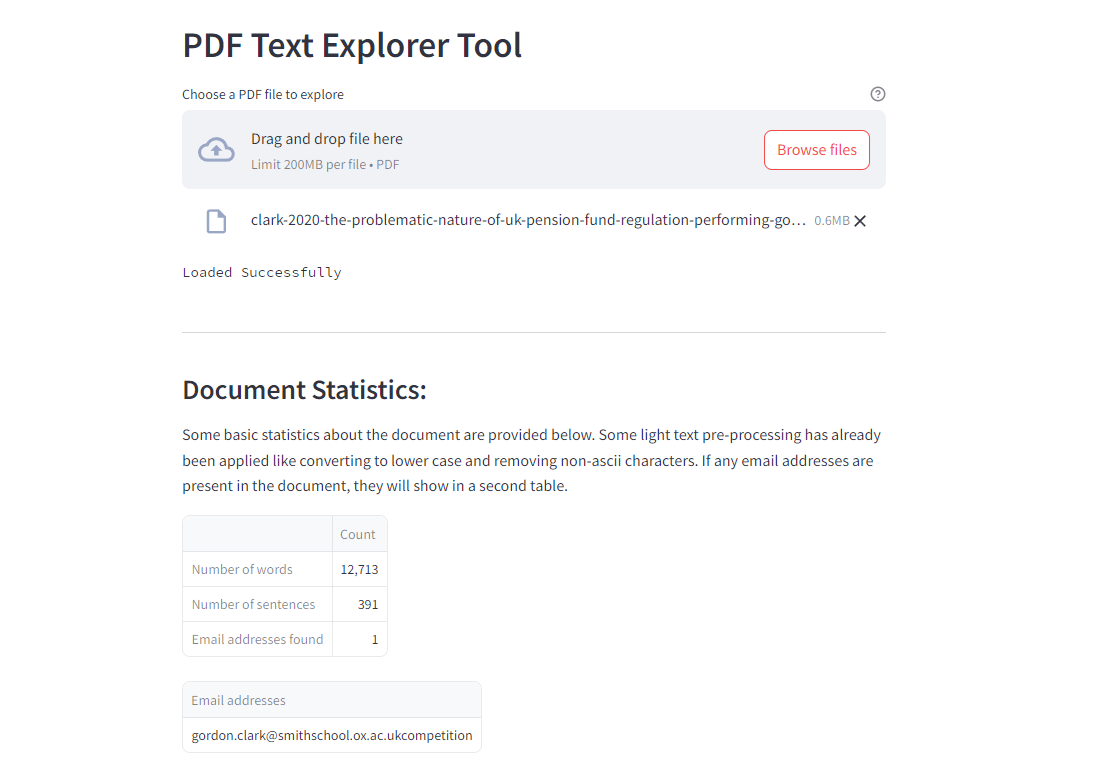 PDF Text Explorer Tool
Choose a PDF file to explore
Drag and drop file here
Limit 200MB per file • PDF
Browse files
clark-2020-the-problematic-nature-of-uk-pension-fund-regulation-performing-go... 0.6MB
Loaded Successfully
Document Statistics:
Some basic statistics about the document are provided below. Some light text pre-processing has already
been applied like converting to lower case and removing non-ascii characters. If any email addresses are
present in the document, they will show in a second table.
Count
Number of words 12,713
Number of sentences 391
Email addresses found 1
Email addresses
gordon.clark@smithschool.ox.ac.ukcompetition